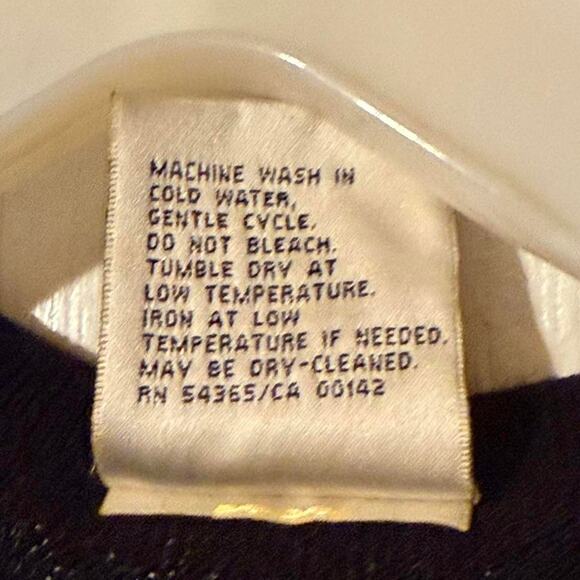 MACHINE WASH IN
COLD WATER,
GENTLE CYCLE.
DO NOT BLEACH.
TUMBLE DRY AT
LOW TEMPERATURE.
IRON AT LOW
TEMPERATURE IF NEEDED.
MAY BE DRY-CLEANED.
RN 54365/CA 00142